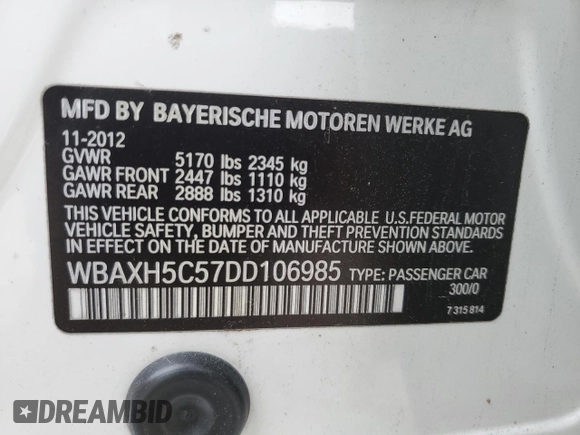 MFD BY BAYERISCHE MOTOREN WERKE AG
11-2012
GVWR 5170 lbs 2345 kg
GAWR FRONT 2447 lbs 1110 kg
GAWR REAR 2888 lbs 1310 kg
THIS VEHICLE CONFORMS TO ALL APPLICABLE U.S.FEDERAL MOTOR
VEHICLE SAFETY, BUMPER AND THEFT PREVENTION STANDARDS
IN EFFECT ON THE DATE OF MANUFACTURE SHOWN ABOVE.
WBAXH5C57DD106985 TYPE: PASSENGER CAR
300/0
7315814
DREAMBID